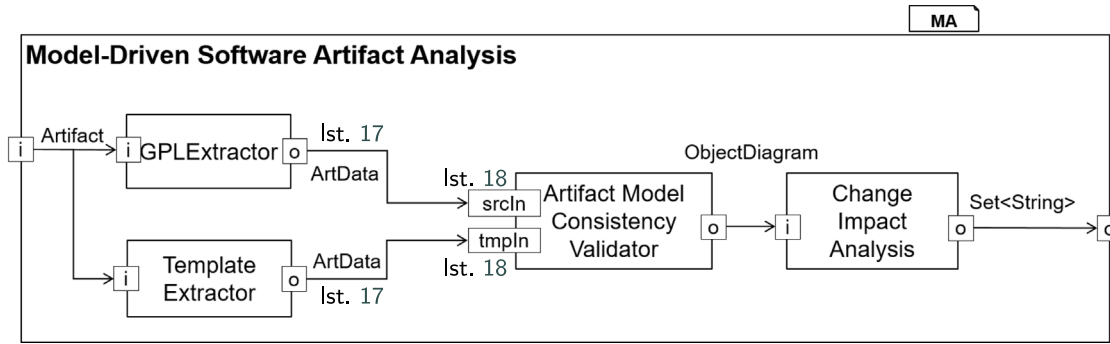 MA
Model-Driven Software Artifact Analysis
i
Artifact
i
GPLExtractor
o
lst. 17
ArtData
i
Template
Extractor
o
ArtData
lst. 17
lst. 18
srcIn
tmpIn
lst. 18
Artifact Model
Consistency
Validator
o
ObjectDiagram
i
Change
Impact
Analysis
o
Set<String>
o